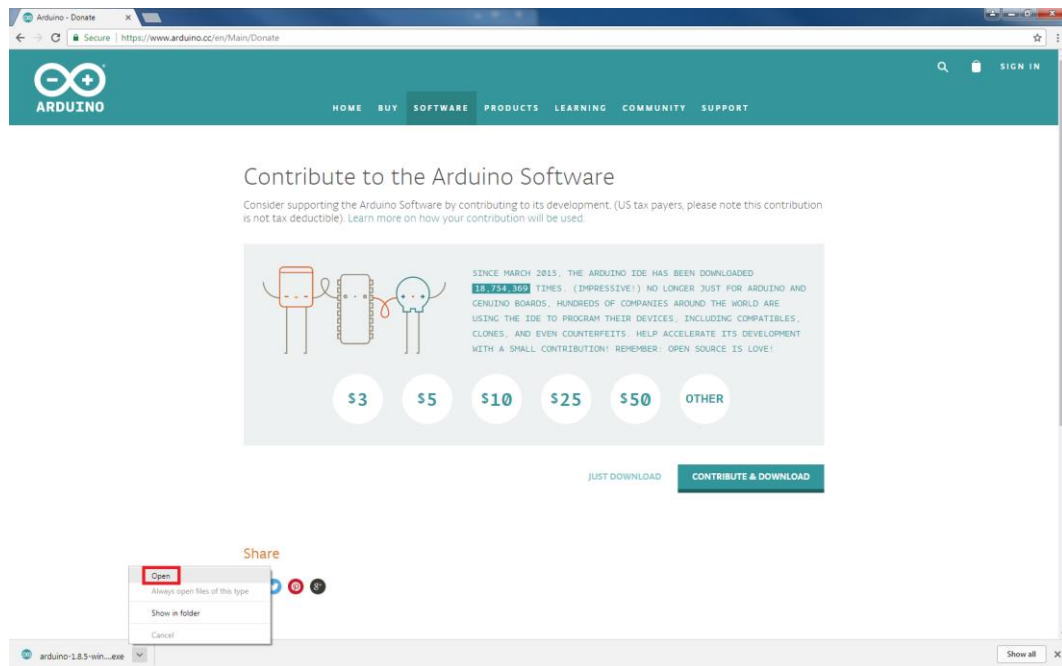 Arduino - Donate
Secure | https://www.arduino.cc/en/Main/Donate
SIGN IN
ARDUINO
HOME BUY SOFTWARE PRODUCTS LEARNING COMMUNITY SUPPORT
Contribute to the Arduino Software
Consider supporting the Arduino Software by contributing to its development. (US tax payers, please note this contribution
is not tax deductible). Learn more on how your contribution will be used.
SINCE MARCH 2015, THE ARDUINO IDE HAS BEEN DOWNLOADED
18,754,369 TIMES. (IMPRESSIVE!) NO LONGER JUST FOR ARDUINO AND
GENUINO BOARDS, HUNDREDS OF COMPANIES AROUND THE WORLD ARE
USING THE IDE TO PROGRAM THEIR DEVICES, INCLUDING COMPATIBLES,
CLONES, AND EVEN COUNTERFEITS. HELP ACCELERATE ITS DEVELOPMENT
WITH A SMALL CONTRIBUTION! REMEMBER: OPEN SOURCE IS LOVE!
$3 $5 $10 $25 $50 OTHER
JUST DOWNLOAD CONTRIBUTE & DOWNLOAD
Share
Open
Always open files of this type
Show in folder
Cancel
arduino-1.8.5-win....exe
Show all